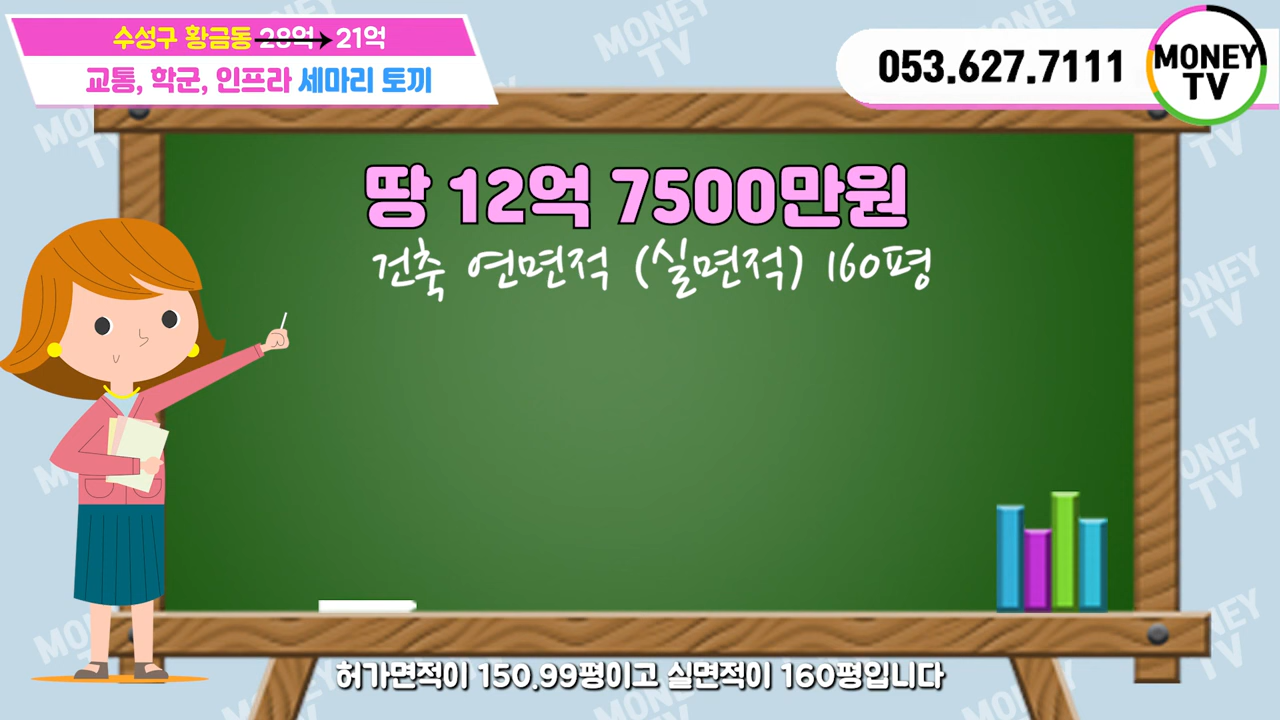 수성구 황금동 28억→21억
교통, 학군, 인프라 세마리 토끼
053.627.7111
MONEY
TV
땅 12억 7500만원
건축 연면적 (실면적) 160평
허가면적이 150.99평이고 실면적이 160평입니다